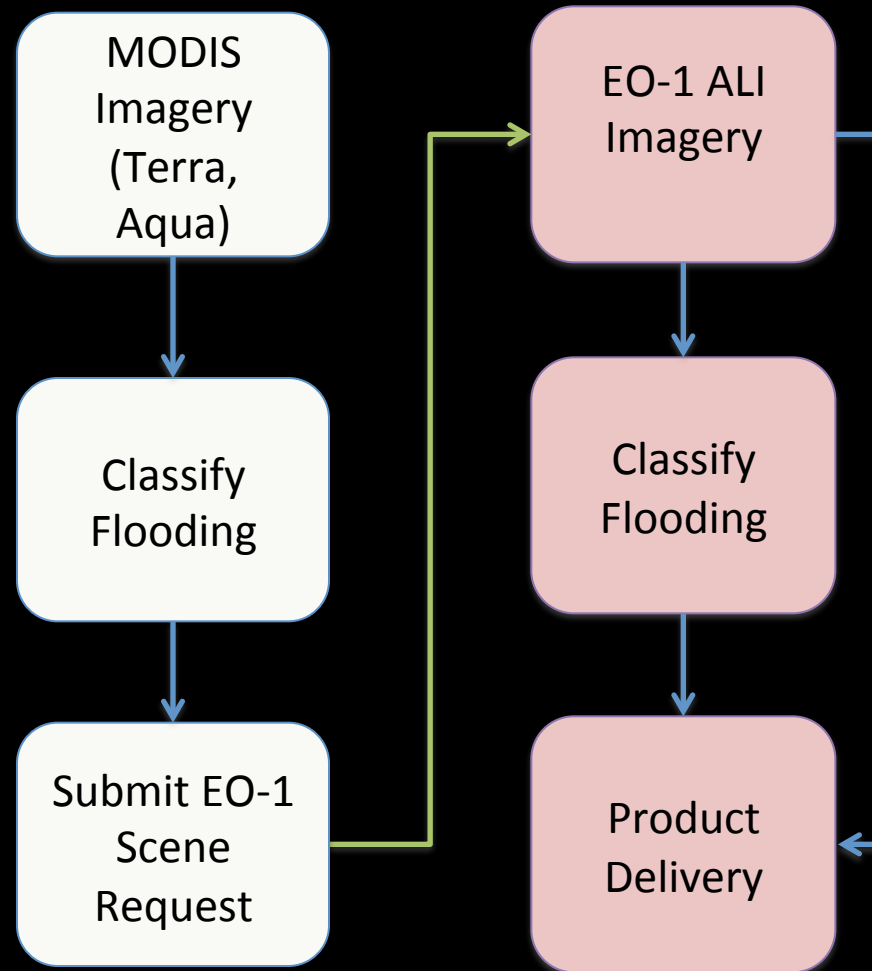 MODIS
Imagery
(Terra,
Aqua)
Classify
Flooding
Submit EO-1
Scene
Request
EO-1 ALI
Imagery
Classify
Flooding
Product
Delivery